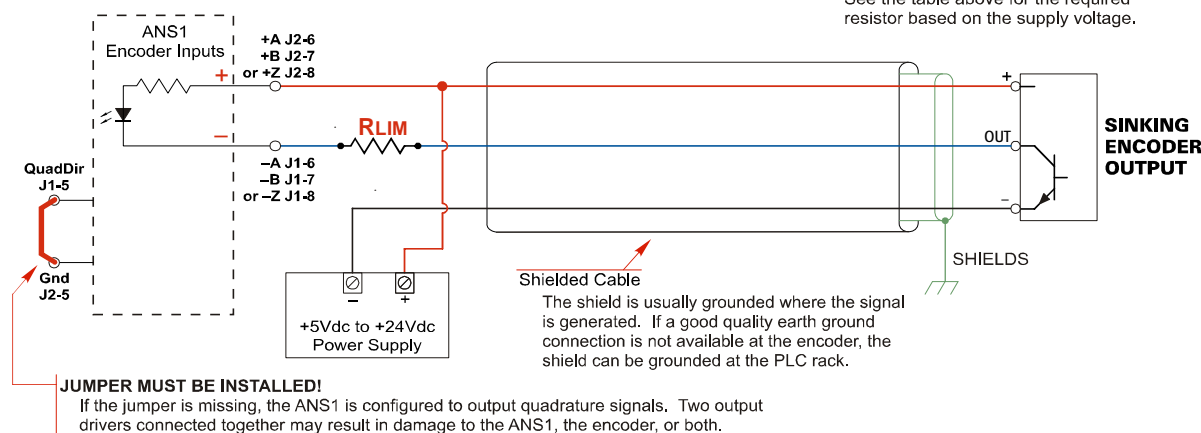 See the table above for the required
resistor based on the supply voltage.
ANS1
Encoder Inputs
+A J2-6
+B J2-7
or +Z J2-8
+
–
RLIM
–A J1-6
–B J1-7
or –Z J1-8
QuadDir
J1-5
Gnd
J2-5
+
OUT
–
SINKING
ENCODER
OUTPUT
SHIELDS
– +
+5Vdc to +24Vdc
Power Supply
Shielded Cable
The shield is usually grounded where the signal
is generated. If a good quality earth ground
connection is not available at the encoder, the
shield can be grounded at the PLC rack.
JUMPER MUST BE INSTALLED!
If the jumper is missing, the ANS1 is configured to output quadrature signals. Two output
drivers connected together may result in damage to the ANS1, the encoder, or both.